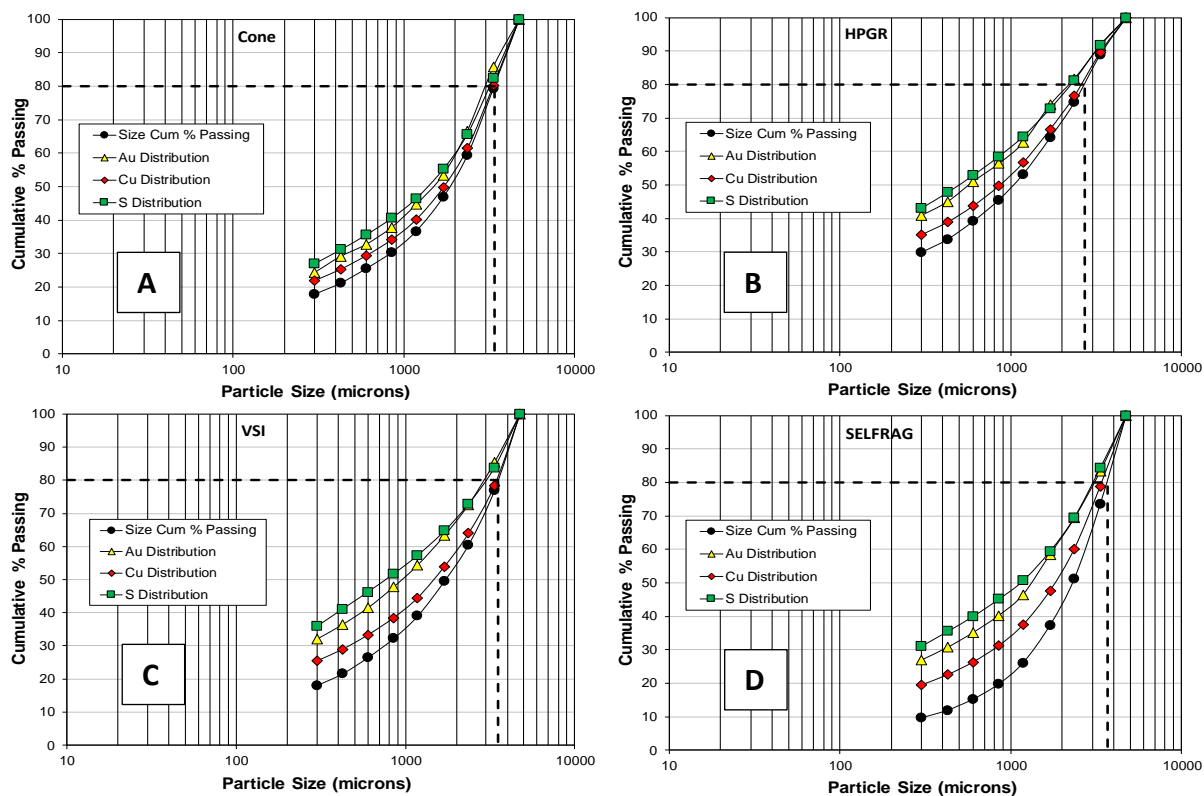 Cone
Cumulative % Passing
100
90
80
70
60
50
40
30
20
10
0
Size Cum % Passing
Au Distribution
Cu Distribution
S Distribution
A
10 100 1000 10000
Particle Size (microns)
HPGR
Cumulative % Passing
100
90
80
70
60
50
40
30
20
10
0
Size Cum % Passing
Au Distribution
Cu Distribution
S Distribution
B
10 100 1000 10000
Particle Size (microns)
VSI
Cumulative % Passing
100
90
80
70
60
50
40
30
20
10
0
Size Cum % Passing
Au Distribution
Cu Distribution
S Distribution
C
10 100 1000 10000
Particle Size (microns)
SELFRAG
Cumulative % Passing
100
90
80
70
60
50
40
30
20
10
0
Size Cum % Passing
Au Distribution
Cu Distribution
S Distribution
D
10 100 1000 10000
Particle Size (microns)